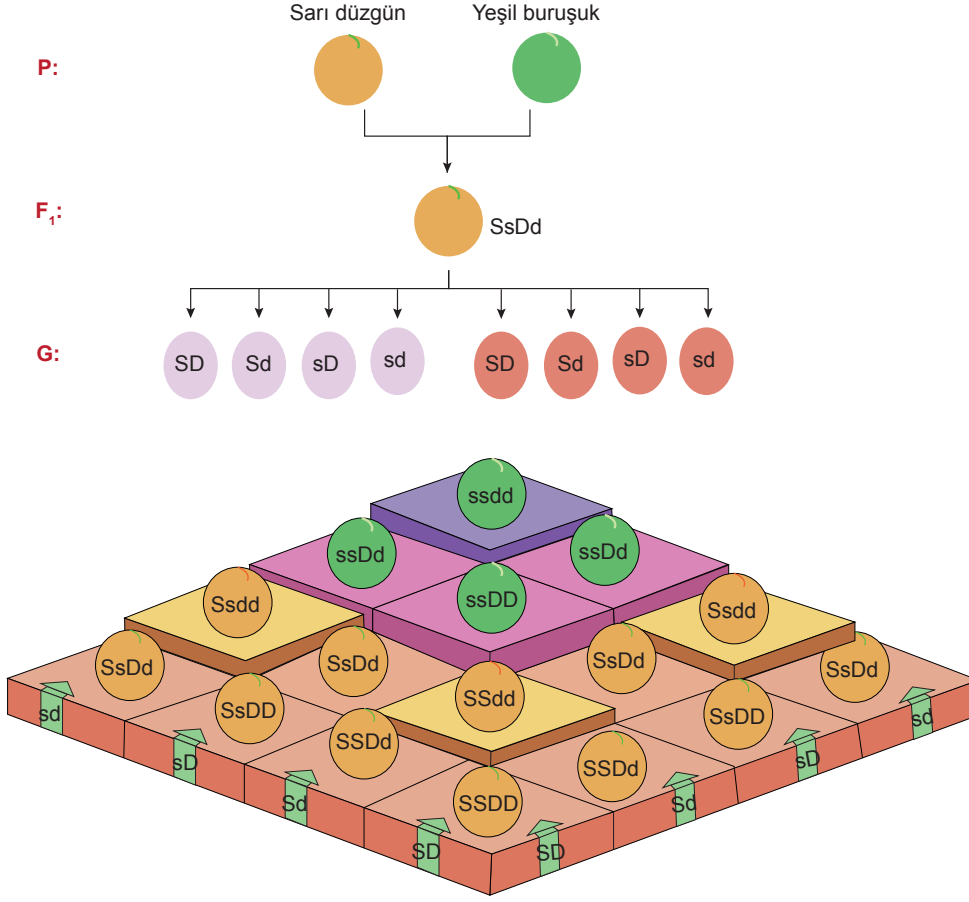 Sarı düzgün Yeşil buruşuk
P:
F1:
SsDd
G:
SD Sd sD sd SD Sd sD sd
ssdd
ssDd ssDd
ssDD
Ssdd Ssdd
SsDd SsDd SsDd SsDd
SSdd
SsDD SsDD
sd sd
SSDd SSDd
sD sD
SSDD
Sd Sd
SD SD